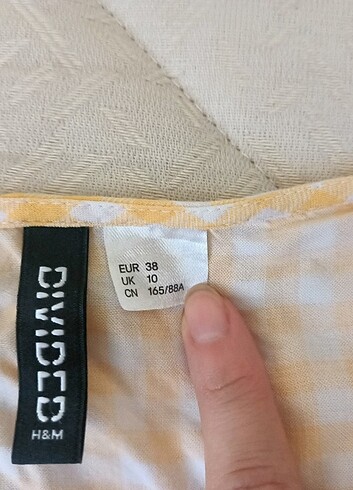 DIVIDED
H&M
EUR 38
UK 10
CN 165/88A